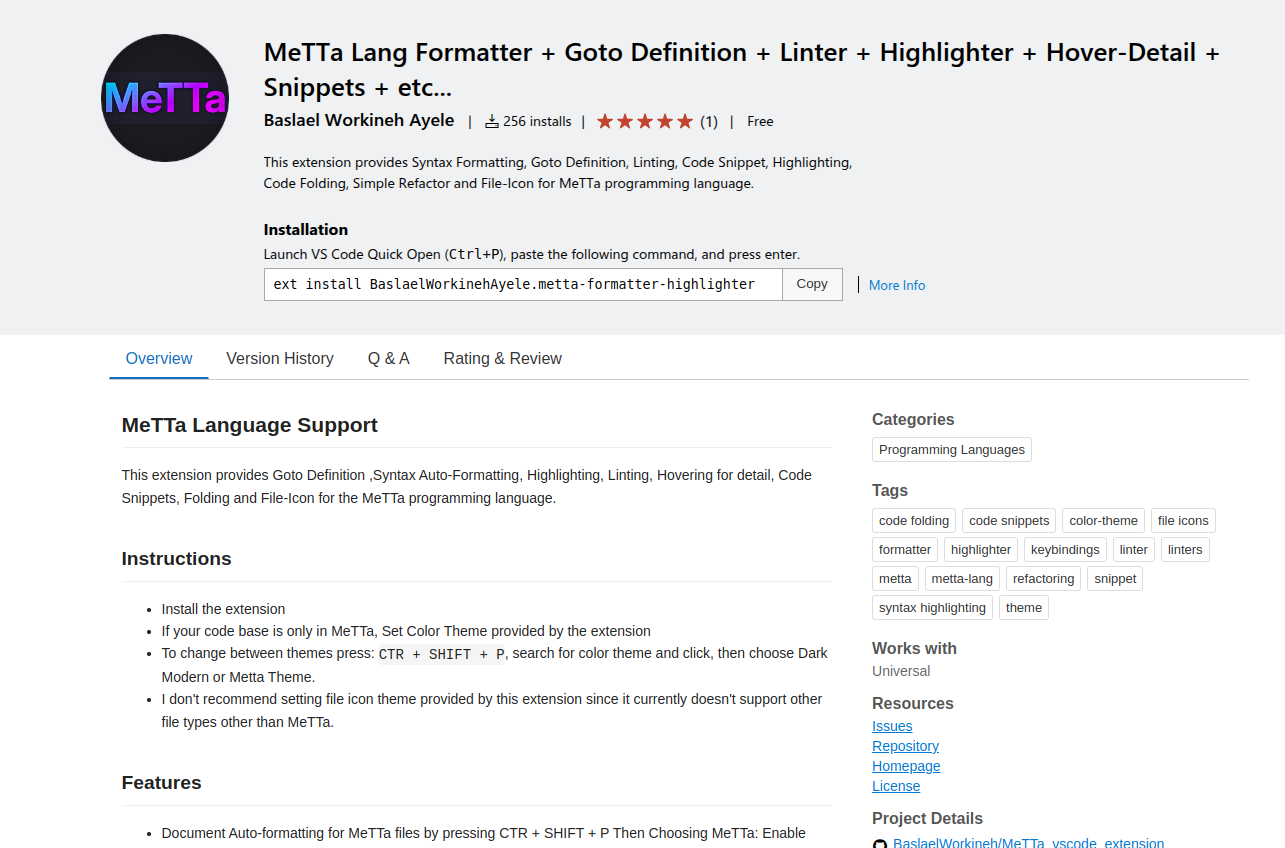 MeTTa
MeTTa Lang Formatter + Goto Definition + Linter + Highlighter + Hover-Detail +
Snippets + etc...
Baslael Workineh Ayele | 256 installs | (1) | Free
This extension provides Syntax Formatting, Goto Definition, Linting, Code Snippet, Highlighting,
Code Folding, Simple Refactor and File-Icon for MeTTa programming language.
Installation
Launch VS Code Quick Open (Ctrl+P), paste the following command, and press enter.
ext install BaslaelWorkinehAyele.metta-formatter-highlighter Copy | More Info
Overview Version History Q & A Rating & Review
MeTTa Language Support
This extension provides Goto Definition ,Syntax Auto-Formatting, Highlighting, Linting, Hovering for detail, Code
Snippets, Folding and File-Icon for the MeTTa programming language.
Instructions
• Install the extension
• If your code base is only in MeTTa, Set Color Theme provided by the extension
• To change between themes press: CTR + SHIFT + P, search for color theme and click, then choose Dark
Modern or Metta Theme.
• I don't recommend setting file icon theme provided by this extension since it currently doesn't support other
file types other than MeTTa.
Features
• Document Auto-formatting for MeTTa files by pressing CTR + SHIFT + P Then Choosing MeTTa: Enable
Categories
Programming Languages
Tags
code folding code snippets color-theme file icons
formatter highlighter keybindings linter linters
metta metta-lang refactoring snippet
syntax highlighting theme
Works with
Universal
Resources
Issues
Repository
Homepage
License
Project Details
BaslaelWorkineh/MeTTa_vscode_extension